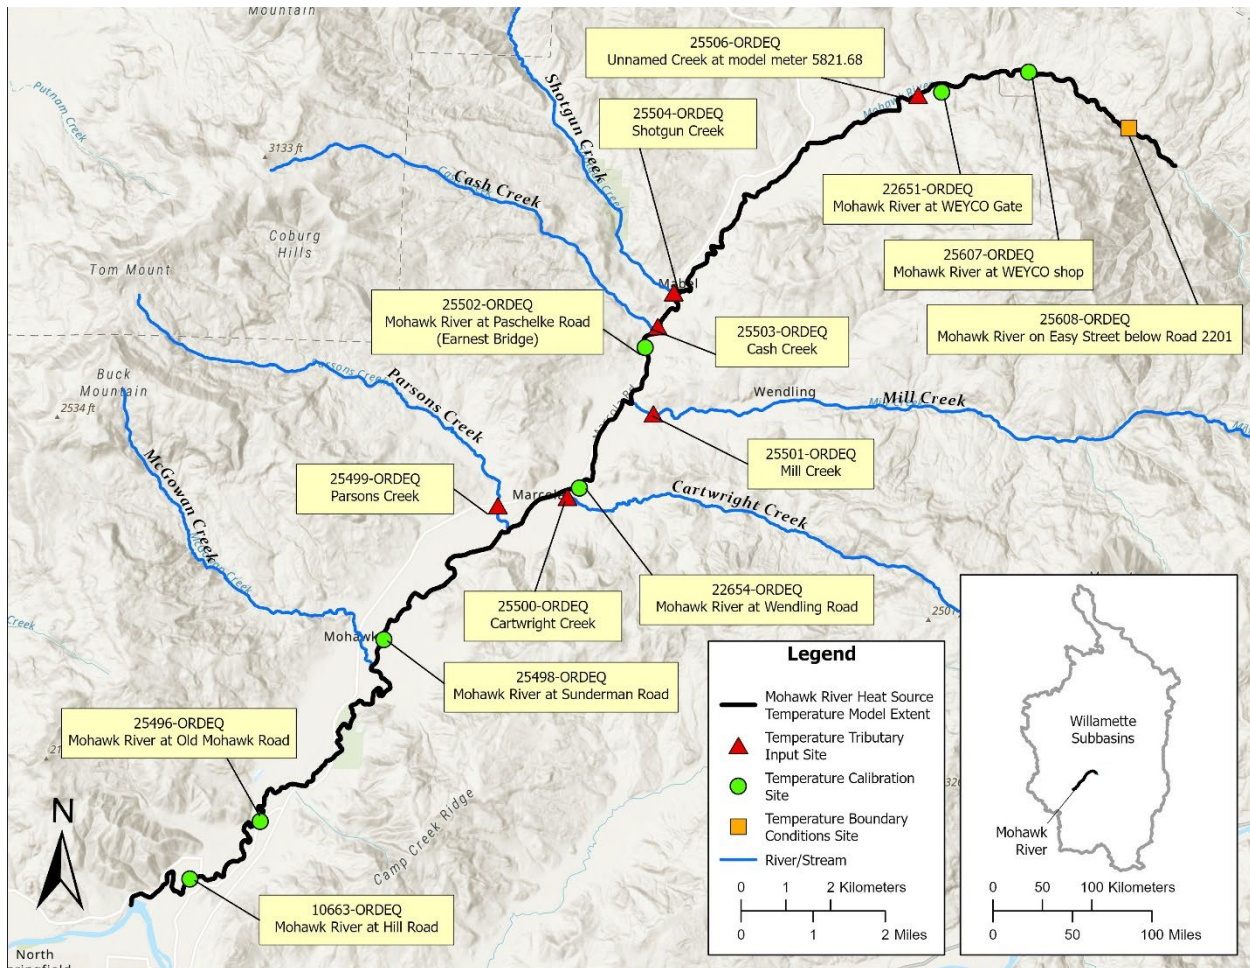 Mountain
Putnam Creek
3133 ft
Shotgun Creek
Cash Creek
Coburg
Hills
Tom Mount
Buck
Mountain
2534 ft
25506-ORDEQ
Unnamed Creek at model meter 5821.68
25504-ORDEQ
Shotgun Creek
Mohawk River
22651-ORDEQ
Mohawk River at WEYCO Gate
25607-ORDEQ
Mohawk River at WEYCO shop
25608-ORDEQ
Mohawk River on Easy Street below Road 2201
Mabel
25502-ORDEQ
Mohawk River at Paschelke Road
(Earnest Bridge)
25503-ORDEQ
Cash Creek
Parsons Creek
Parsons Creek
Wendling
Mill Creek
25501-ORDEQ
Mill Creek
McGowan Creek
25499-ORDEQ
Parsons Creek
Cartwright Creek
25500-ORDEQ
Cartwright Creek
22654-ORDEQ
Mohawk River at Wendling Road
2501
Creek
Mohawk
25498-ORDEQ
Mohawk River at Sunderman Road
25496-ORDEQ
Mohawk River at Old Mohawk Road
Camp Creek Ridge
10663-ORDEQ
Mohawk River at Hill Road
N
North
Legend
Mohawk River Heat Source
Temperature Model Extent
Temperature Tributary
Input Site
Temperature Calibration
Site
Temperature Boundary
Conditions Site
River/Stream
0 1 2 Kilometers
0 1 2 Miles
Willamette
Subbasins
Mohawk
River
0 50 100 Kilometers
0 50 100 Miles